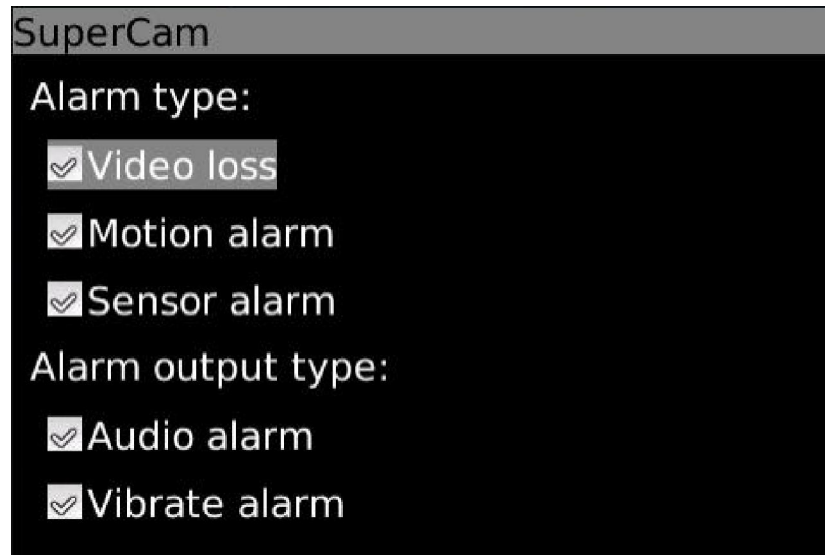 SuperCam
Alarm type:
Video loss
Motion alarm
Sensor alarm
Alarm output type:
Audio alarm
Vibrate alarm